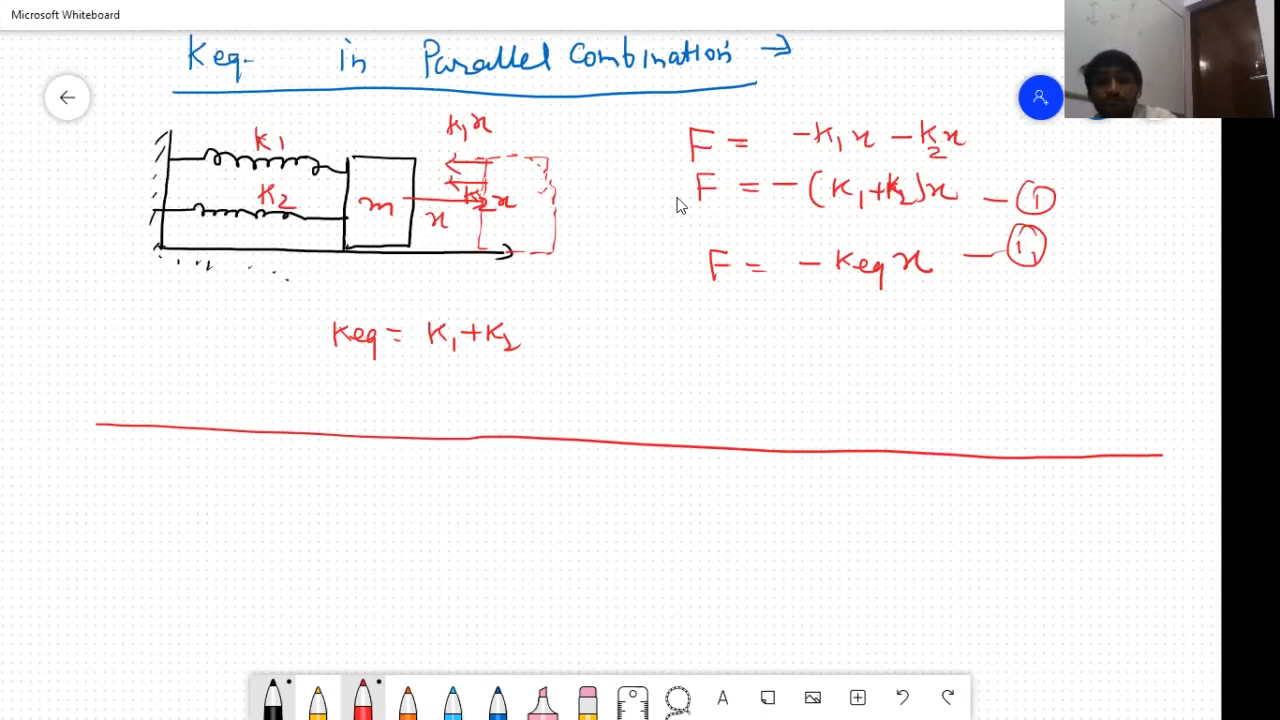 Microsoft Whiteboard
Keq. in Parallel Combination →
K1
K2
m
x
K₁x
K₂x
F = -K₁x - K₂x
F = -(K₁+K₂)x — ①
F = -Keq x — ⑪
Keq = K₁+K₂
A